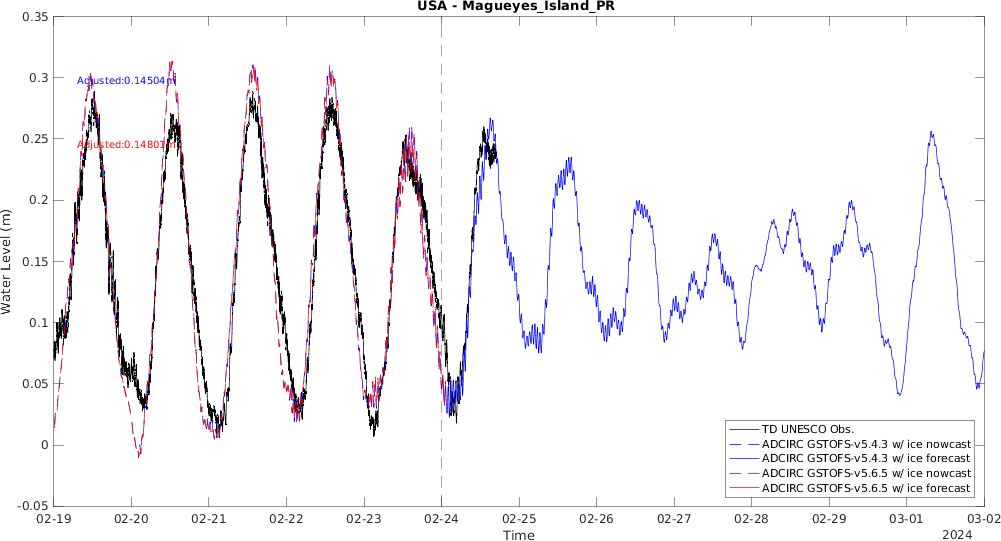 USA - Magueyes_Island_PR
0.35
0.3
0.25
0.2
0.15
0.1
0.05
0
-0.05
Water Level (m)
Adjusted:0.14504m
Adjusted:0.14801m
TD UNESCO Obs.
ADCIRC GSTOFS-v5.4.3 w/ ice nowcast
ADCIRC GSTOFS-v5.4.3 w/ ice forecast
ADCIRC GSTOFS-v5.6.5 w/ ice nowcast
ADCIRC GSTOFS-v5.6.5 w/ ice forecast
02-19 02-20 02-21 02-22 02-23 02-24 02-25 02-26 02-27 02-28 02-29 03-01 03-02
Time
2024